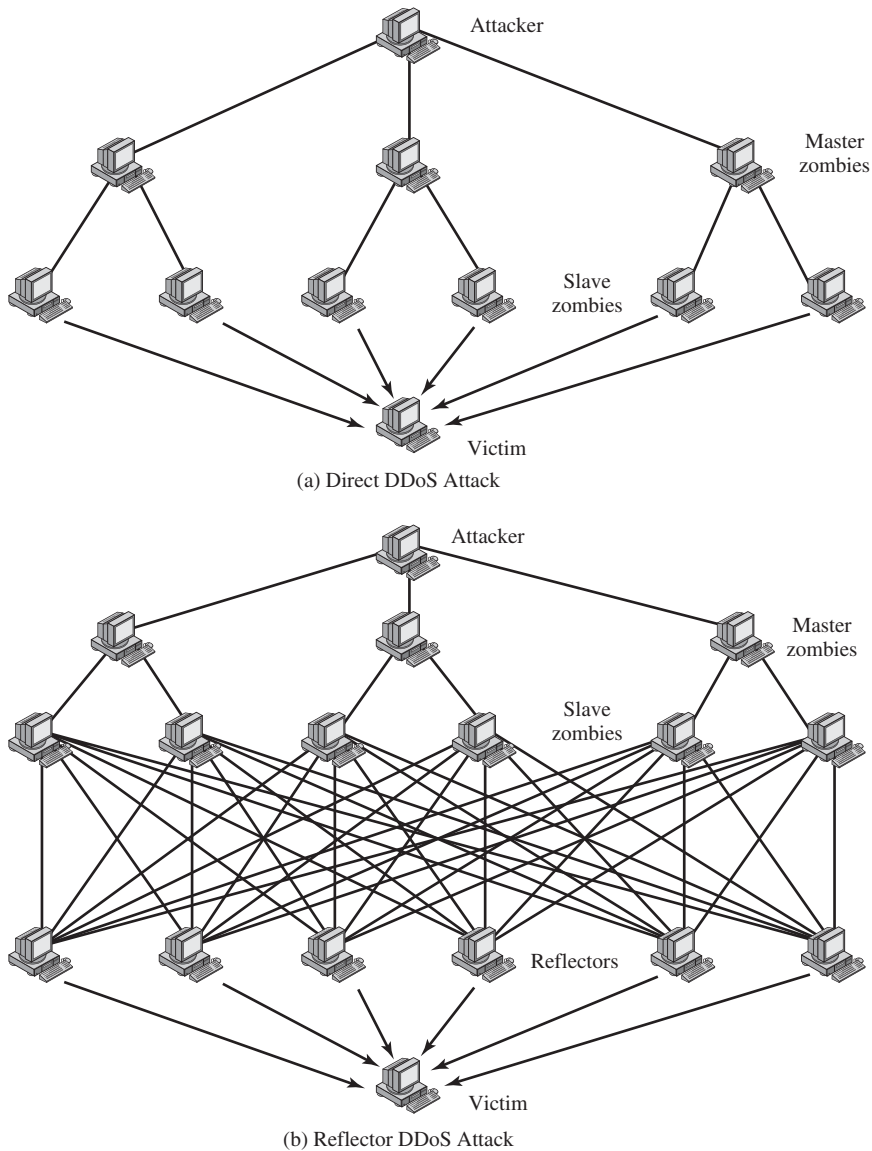 Attacker
Master
zombies
Slave
zombies
Victim
(a) Direct DDoS Attack
Attacker
Master
zombies
Slave
zombies
Reflectors
Victim
(b) Reflector DDoS Attack